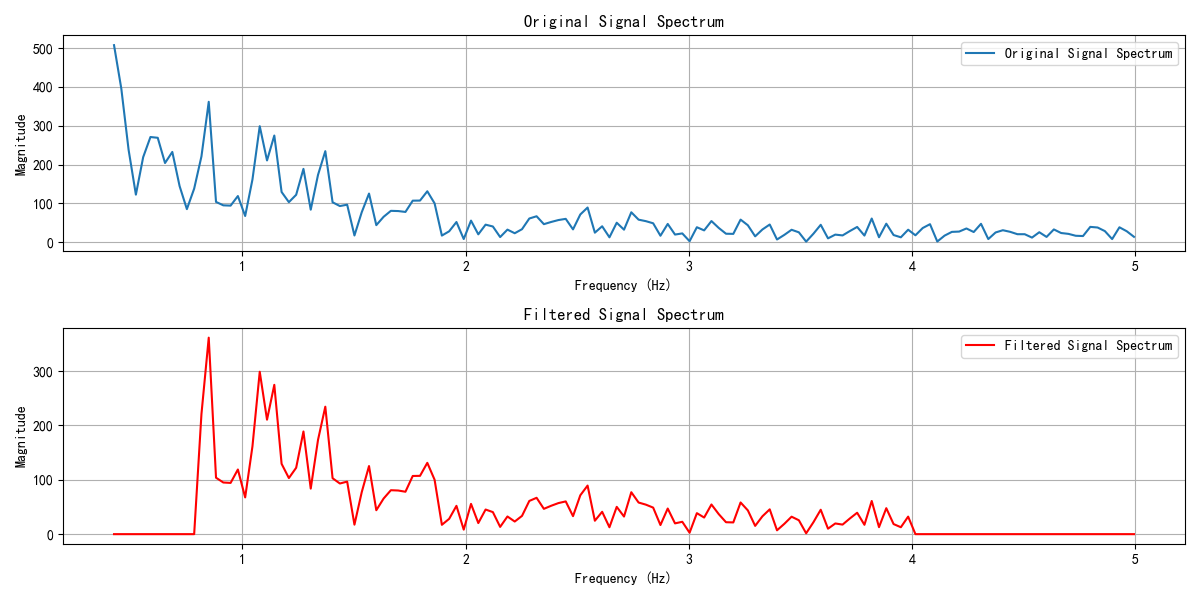 Original Signal Spectrum
500
400
300
200
100
0
Magnitude
Original Signal Spectrum
1 2 3 4 5
Frequency (Hz)
Filtered Signal Spectrum
300
200
100
0
Magnitude
Filtered Signal Spectrum
1 2 3 4 5
Frequency (Hz)